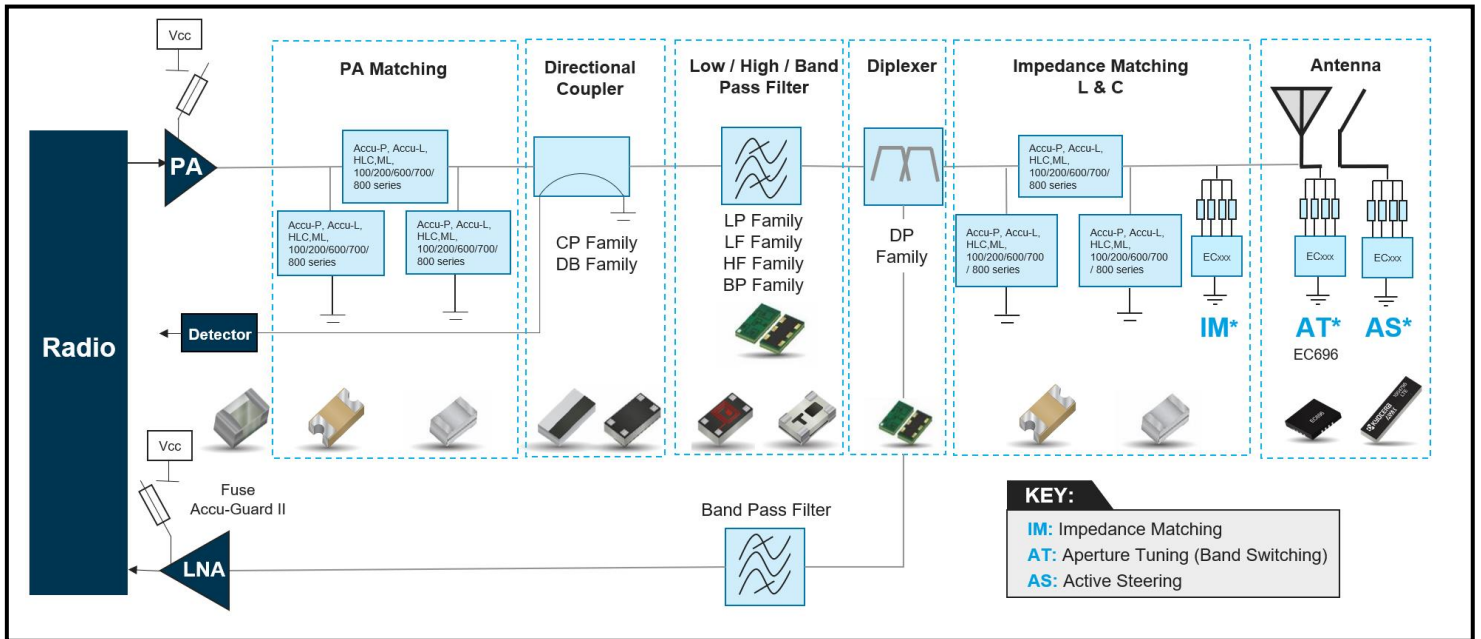 Vcc
PA Matching
Directional
Coupler
Low / High / Band
Pass Filter
Diplexer
Impedance Matching
L & C
Antenna
PA
Accu-P, Accu-L,
HLC,ML,
100/200/600/700/
800 series
Accu-P, Accu-L,
HLC,ML,
100/200/600/700/
800 series
Accu-P, Accu-L,
HLC,ML,
100/200/600/700/
800 series
CP Family
DB Family
LP Family
LF Family
HF Family
BP Family
DP
Family
Accu-P, Accu-L,
HLC,ML,
100/200/600/700/
800 series
Accu-P, Accu-L,
HLC,ML,
100/200/600/700
/ 800 series
Accu-P, Accu-L,
HLC,ML,
100/200/600/700
/ 800 series
ECxxx
ECxxx
ECxxx
IM*
AT*
EC696
AS*
Radio
Detector
EC696
KYOCERA
Vcc
Fuse
Accu-Guard II
LNA
Band Pass Filter
KEY:
IM: Impedance Matching
AT: Aperture Tuning (Band Switching)
AS: Active Steering